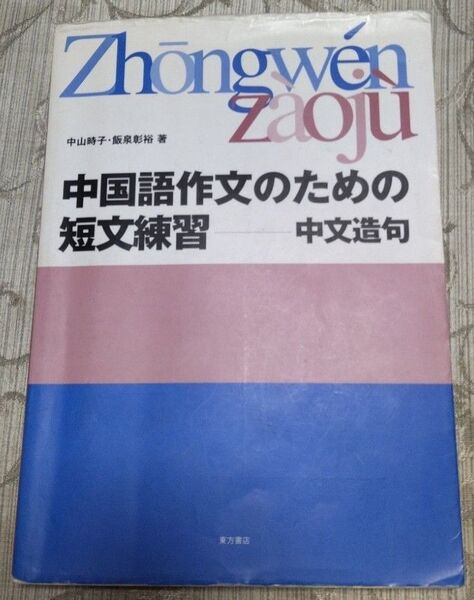 Zhōngwén
zàojù
中山時子・飯泉彰裕 著
中国語作文のための
短文練習――中文造句
東方書店